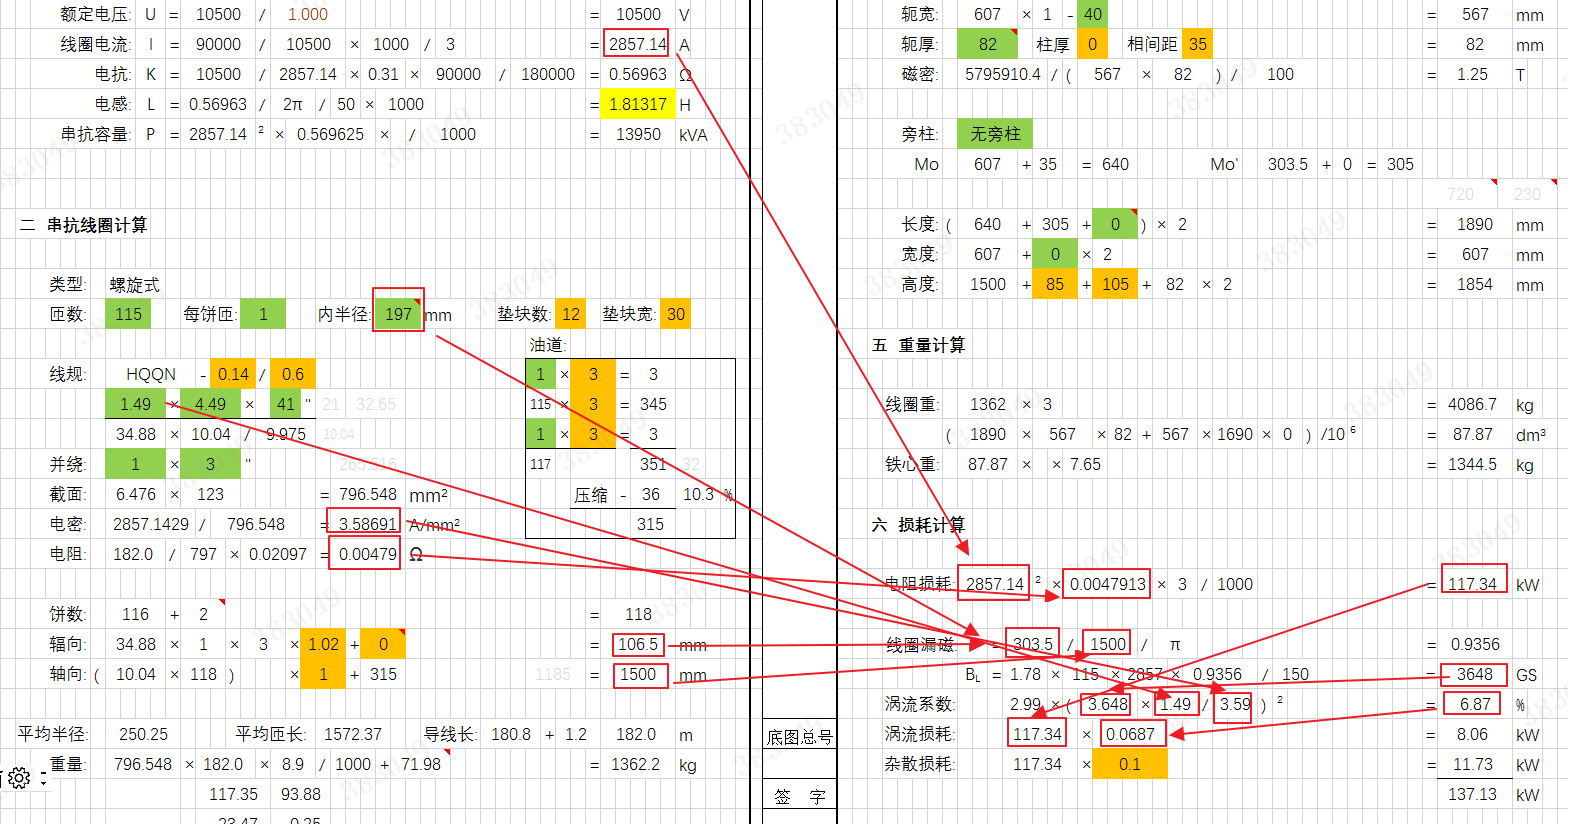 额定电压: U = 10500 / 1.000 = 10500 V
线圈电流: I = 90000 / 10500 × 1000 / 3 = 2857.14 A
电抗: K = 10500 / 2857.14 × 0.31 × 90000 / 180000 = 0.56963 Ω
电感: L = 0.56963 / 2π / 50 × 1000 = 1.81317 H
串抗容量: P = 2857.14 ² × 0.569625 × / 1000 = 13950 kVA
二 串抗线圈计算
类型: 螺旋式
匝数: 115 每饼匝: 1 内半径: 197 mm 垫块数: 12 垫块宽: 30
油道:
线规: HQQN - 0.14 / 0.6
1 × 3 = 3
1.49 × 4.49 × 41 " 21 32.65
115 × 3 = 345
34.88 × 10.04 / 9.975 10.04
1 × 3 = 3
并绕: 1 × 3 " 265.516
117 351 32
截面: 6.476 × 123 = 796.548 mm²
压缩 - 36 10.3 %
电密: 2857.1429 / 796.548 = 3.58691 A/mm²
315
电阻: 182.0 / 797 × 0.02097 = 0.00479 Ω
饼数: 116 + 2 = 118
辐向: 34.88 × 1 × 3 × 1.02 + 0 = 106.5 mm
轴向: ( 10.04 × 118 ) × 1 + 315 1185 = 1500 mm
平均半径: 250.25 平均匝长: 1572.37 导线长: 180.8 + 1.2 182.0 m
重量: 796.548 × 182.0 × 8.9 / 1000 + 71.98 = 1362.2 kg
117.35 93.88
23.47 0.25
底图总号
签 字
轭宽: 607 × 1 - 40 = 567 mm
轭厚: 82 柱厚 0 相间距 35 = 82 mm
磁密: 5795910.4 / ( 567 × 82 ) / 100 = 1.25 T
旁柱: 无旁柱
Mo 607 + 35 = 640 Mo' 303.5 + 0 = 305
720 230
长度: ( 640 + 305 + 0 ) × 2 = 1890 mm
宽度: 607 + 0 × 2 = 607 mm
高度: 1500 + 85 + 105 + 82 × 2 = 1854 mm
五 重量计算
线圈重: 1362 × 3 = 4086.7 kg
( 1890 × 567 × 82 + 567 × 1690 × 0 ) /10 ⁶ = 87.87 dm³
铁心重: 87.87 × × 7.65 = 1344.5 kg
六 损耗计算
电阻损耗: 2857.14 ² × 0.0047913 × 3 / 1000 = 117.34 kW
线圈漏磁: = 303.5 / 1500 / π = 0.9356
B_L = 1.78 × 115 × 2857 × 0.9356 / 150 = 3648 GS
涡流系数: 2.99 × ( 3.648 × 1.49 / 3.59 ) ² = 6.87 %
涡流损耗: 117.34 × 0.0687 = 8.06 kW
杂散损耗: 117.34 × 0.1 = 11.73 kW
137.13 kW
383049